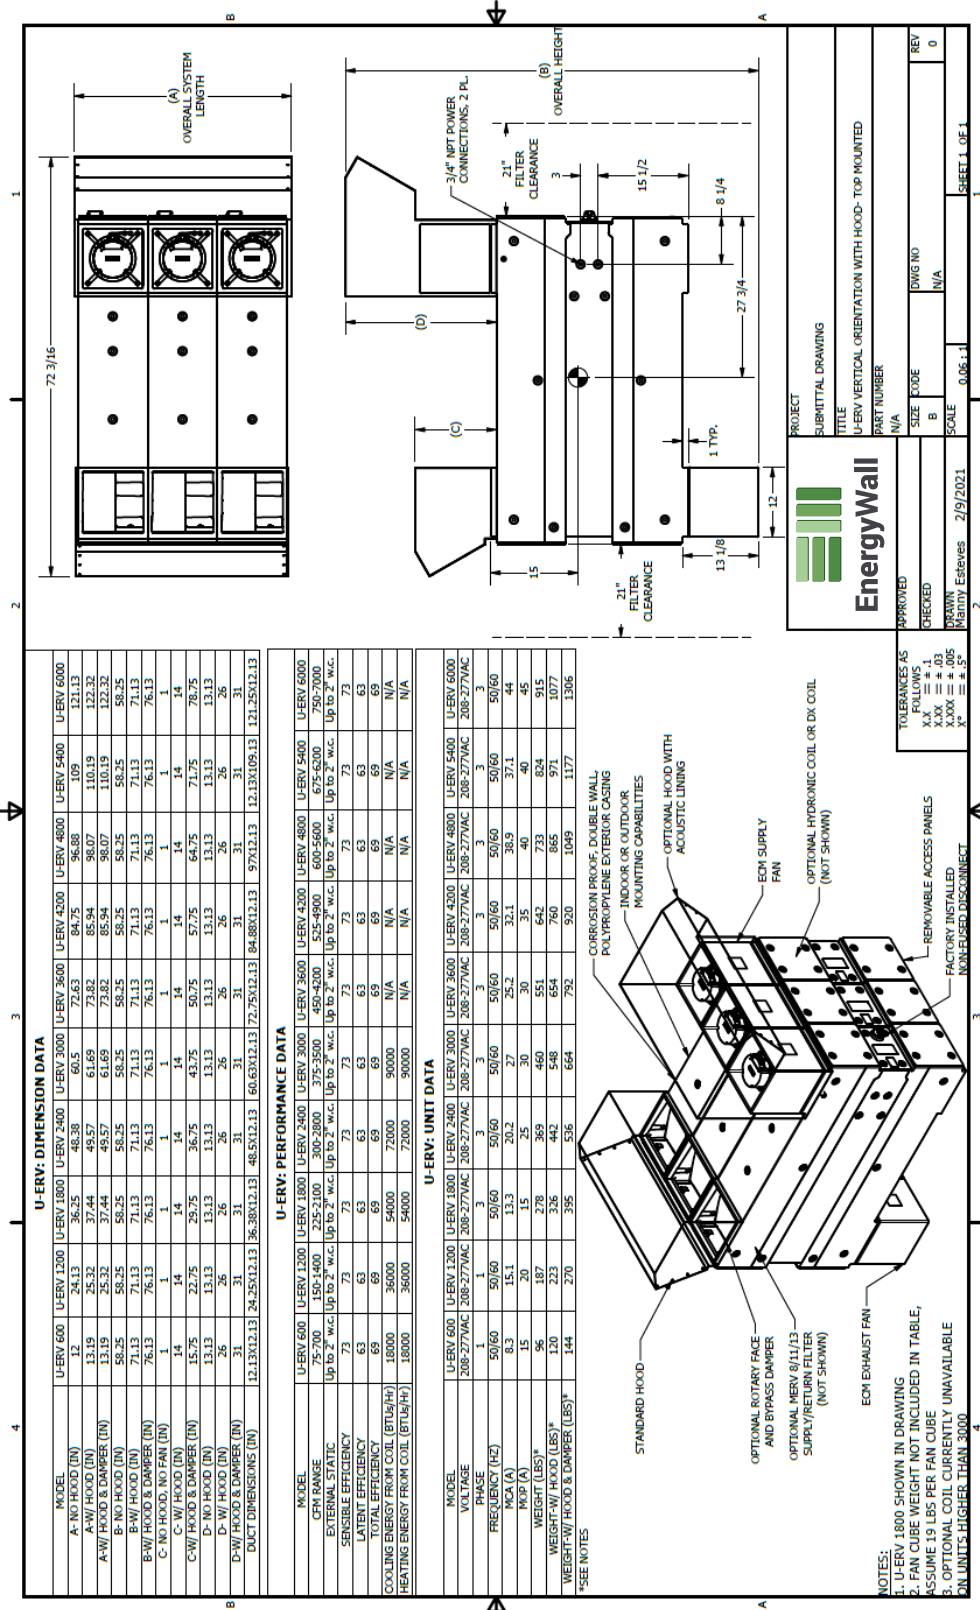 U-ERV: DIMENSION DATA
MODEL U-ERV 600 U-ERV 1200 U-ERV 1800 U-ERV 2400 U-ERV 3000 U-ERV 3600 U-ERV 4200 U-ERV 4800 U-ERV 5400 U-ERV 6000
A- NO HOOD (IN) 12 24.13 36.25 48.38 60.5 72.63 84.75 96.88 109 121.13
A-W/ HOOD (IN) 13.19 25.32 37.44 49.57 61.69 73.82 85.94 98.07 110.19 122.32
A-W/ HOOD & DAMPER (IN) 13.19 25.32 37.44 49.57 61.69 73.82 85.94 98.07 110.19 122.32
B- NO HOOD (IN) 58.25 58.25 58.25 58.25 58.25 58.25 58.25 58.25 58.25 58.25
B-W/ HOOD (IN) 71.13 71.13 71.13 71.13 71.13 71.13 71.13 71.13 71.13 71.13
B-W/ HOOD & DAMPER (IN) 76.13 76.13 76.13 76.13 76.13 76.13 76.13 76.13 76.13 76.13
C- NO HOOD, NO FAN (IN) 1 1 1 1 1 1 1 1 1 1
C- W/ HOOD (IN) 14 14 14 14 14 14 14 14 14 14
C-W/ HOOD & DAMPER (IN) 15.75 22.75 29.75 36.75 43.75 50.75 57.75 64.75 71.75 78.75
D- NO HOOD (IN) 13.13 13.13 13.13 13.13 13.13 13.13 13.13 13.13 13.13 13.13
D- W/ HOOD (IN) 26 26 26 26 26 26 26 26 26 26
D-W/ HOOD & DAMPER (IN) 31 31 31 31 31 31 31 31 31 31
DUCT DIMENSIONS (IN) 12.13X12.13 24.25X12.13 36.38X12.13 48.5X12.13 60.63X12.13 72.75X12.13 84.88X12.13 97X12.13 12.13X109.13 121.25X12.13
U-ERV: PERFORMANCE DATA
MODEL U-ERV 600 U-ERV 1200 U-ERV 1800 U-ERV 2400 U-ERV 3000 U-ERV 3600 U-ERV 4200 U-ERV 4800 U-ERV 5400 U-ERV 6000
CFM RANGE 75-700 150-1400 225-2100 300-2800 375-3500 450-4200 525-4900 600-5600 675-6200 750-7000
EXTERNAL STATIC Up to 2" w.c. Up to 2" w.c. Up to 2" w.c. Up to 2" w.c. Up to 2" w.c. Up to 2" w.c. Up to 2" w.c. Up to 2" w.c. Up to 2" w.c. Up to 2" w.c.
SENSIBLE EFFICIENCY 73 73 73 73 73 73 73 73 73 73
LATENT EFFICIENCY 63 63 63 63 63 63 63 63 63 63
TOTAL EFFICIENCY 69 69 69 69 69 69 69 69 69 69
COOLING ENERGY FROM COIL (BTUs/Hr) 18000 36000 54000 72000 90000 N/A N/A N/A N/A N/A
HEATING ENERGY FROM COIL (BTUs/Hr) 18000 36000 54000 72000 90000 N/A N/A N/A N/A N/A
U-ERV: UNIT DATA
MODEL U-ERV 600 U-ERV 1200 U-ERV 1800 U-ERV 2400 U-ERV 3000 U-ERV 3600 U-ERV 4200 U-ERV 4800 U-ERV 5400 U-ERV 6000
VOLTAGE 208-277VAC 208-277VAC 208-277VAC 208-277VAC 208-277VAC 208-277VAC 208-277VAC 208-277VAC 208-277VAC 208-277VAC
PHASE 1 1 3 3 3 3 3 3 3 3
FREQUENCY (HZ) 50/60 50/60 50/60 50/60 50/60 50/60 50/60 50/60 50/60 50/60
MCA (A) 8.3 15.1 13.3 20.2 27 25.2 32.1 38.9 37.1 44
MOP (A) 15 20 15 25 30 30 35 40 40 45
WEIGHT (LBS)* 96 187 278 369 460 551 642 733 824 915
WEIGHT-W/ HOOD (LBS)* 120 223 326 442 548 654 760 865 971 1077
WEIGHT-W/ HOOD & DAMPER (LBS)* 144 270 395 536 664 792 920 1049 1177 1306
*SEE NOTES
72 3/16
(A)
OVERALL SYSTEM
LENGTH
(B)
OVERALL HEIGHT
(C)
(D)
3/4" NPT POWER
CONNECTIONS, 2 PL.
21"
FILTER
CLEARANCE
3
15 1/2
8 1/4
27 3/4
15
1 TYP.
12
13 1/8
21"
FILTER
CLEARANCE
STANDARD HOOD
OPTIONAL ROTARY FACE
AND BYPASS DAMPER
OPTIONAL MERV 8/11/13
SUPPLY/RETURN FILTER
(NOT SHOWN)
ECM EXHAUST FAN
CORROSION PROOF, DOUBLE WALL,
POLYPROPYLENE EXTERIOR CASING
INDOOR OR OUTDOOR
MOUNTING CAPABILITIES
OPTIONAL HOOD WITH
ACOUSTIC LINING
ECM SUPPLY
FAN
OPTIONAL HYDRONIC COIL OR DX COIL
(NOT SHOWN)
REMOVABLE ACCESS PANELS
FACTORY INSTALLED
NON-FUSED DISCONNECT
NOTES:
1. U-ERV 1800 SHOWN IN DRAWING
2. FAN CUBE WEIGHT NOT INCLUDED IN TABLE,
ASSUME 19 LBS PER FAN CUBE
3. OPTIONAL COIL CURRENTLY UNAVAILABLE
ON UNITS HIGHER THAN 3000
TOLERANCES AS
FOLLOWS
X.X = ± .1
X.XX = ± .03
X.XXX = ± .005
X° = ± .5°
EnergyWall
APPROVED
CHECKED
DRAWN
Manny Esteves 2/9/2021
PROJECT
SUBMITTAL DRAWING
TITLE
U-ERV VERTICAL ORIENTATION WITH HOOD- TOP MOUNTED
PART NUMBER
N/A
SIZE CODE DWG NO REV
B N/A 0
SCALE 0.06 : 1 SHEET 1 OF 1
4 3 2 1
4 3 2 1
B
A
B
A